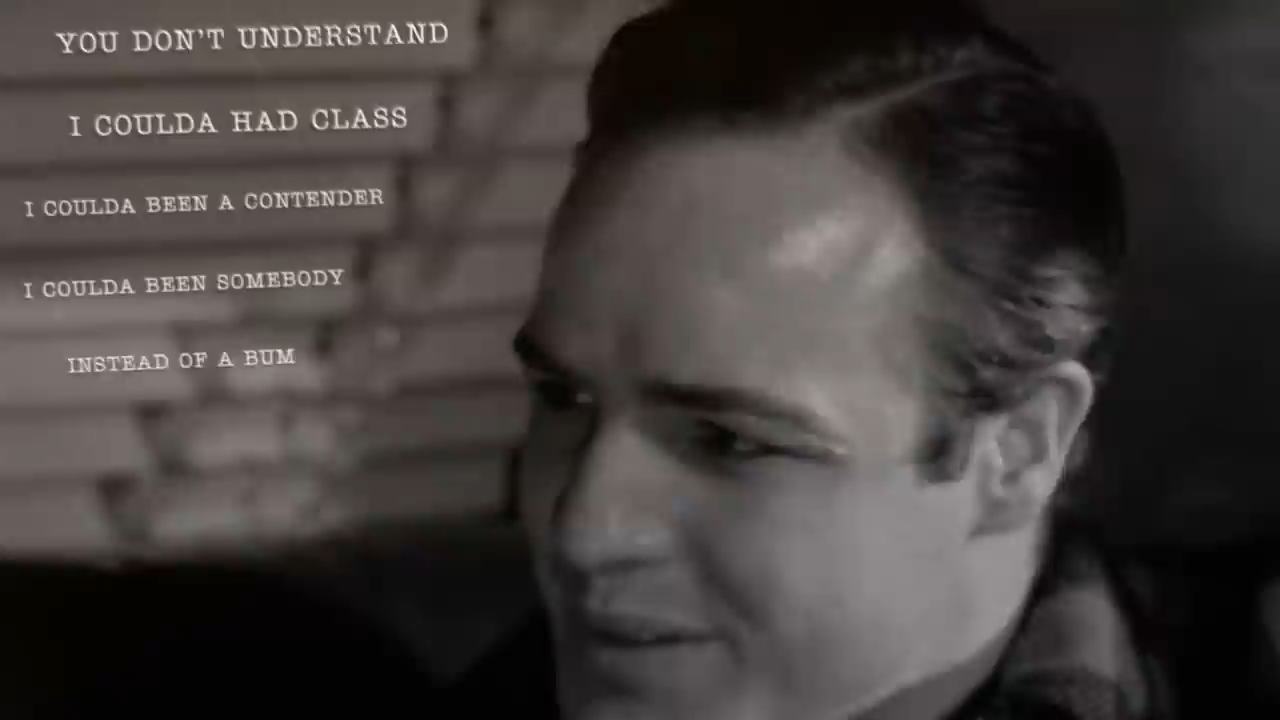 YOU DON'T UNDERSTAND
I COULDA HAD CLASS
I COULDA BEEN A CONTENDER
I COULDA BEEN SOMEBODY
INSTEAD OF A BUM